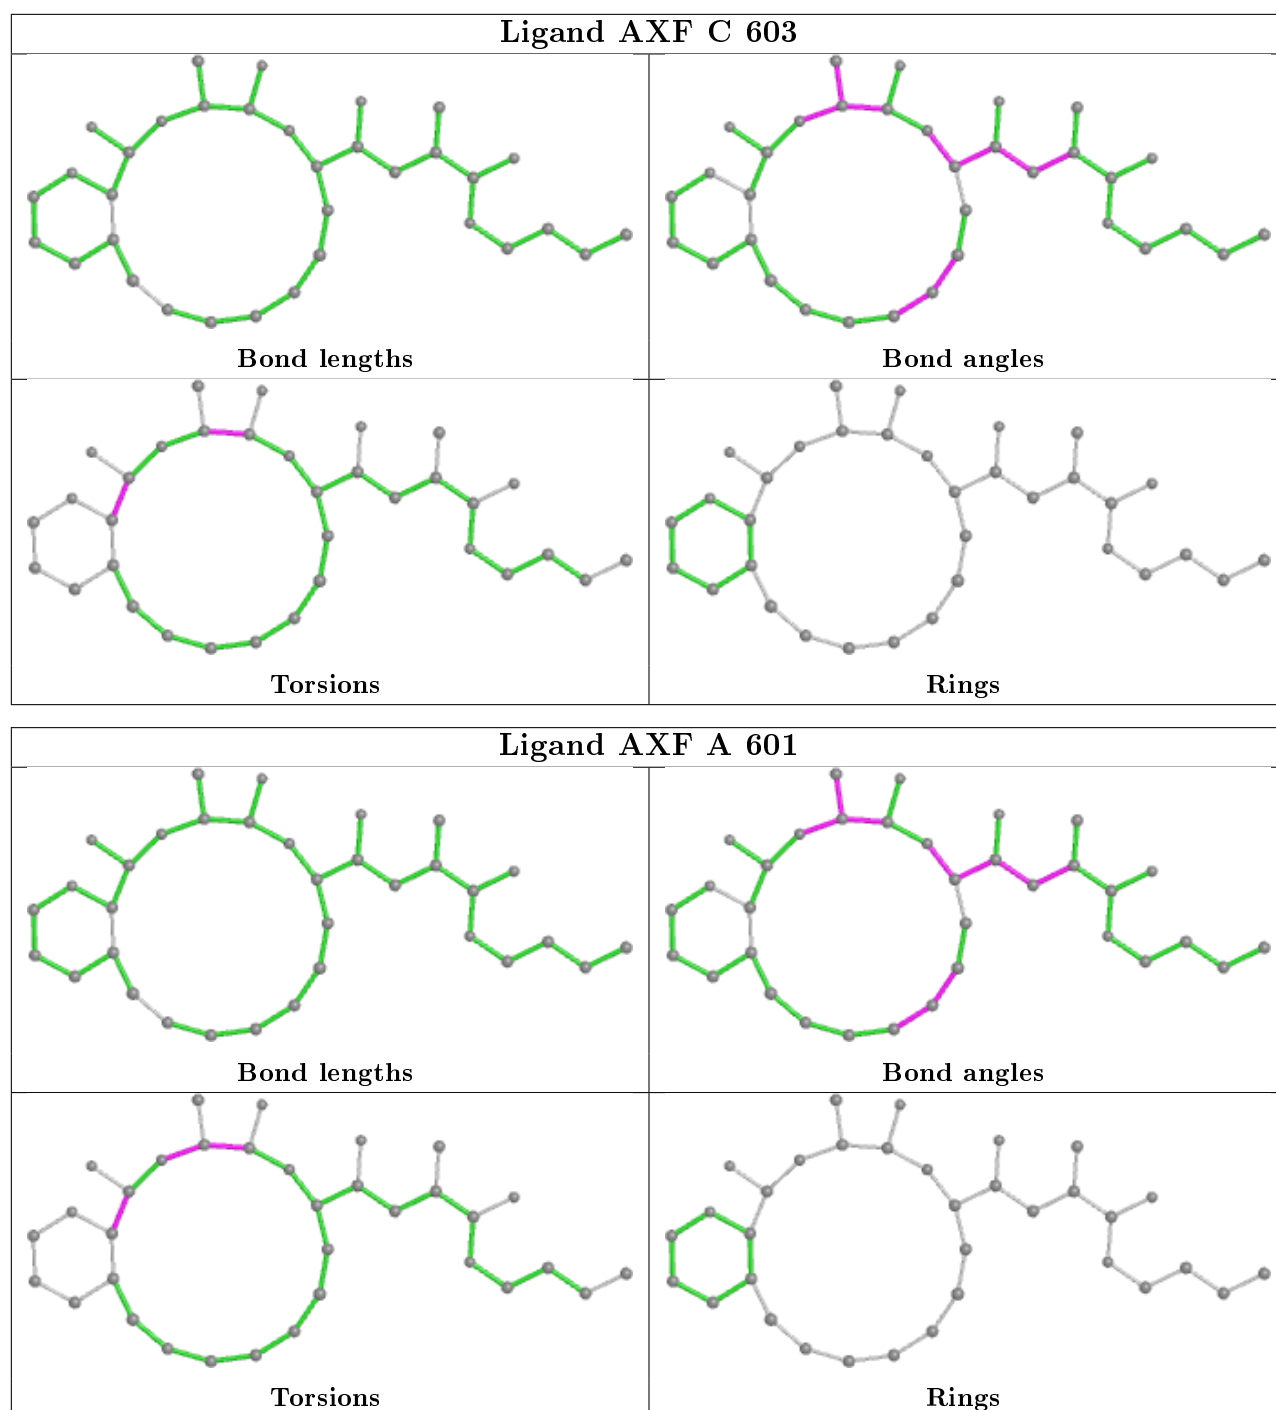 Ligand AXF C 603
Bond lengths
Bond angles
Torsions
Rings
Ligand AXF A 601
Bond lengths
Bond angles
Torsions
Rings